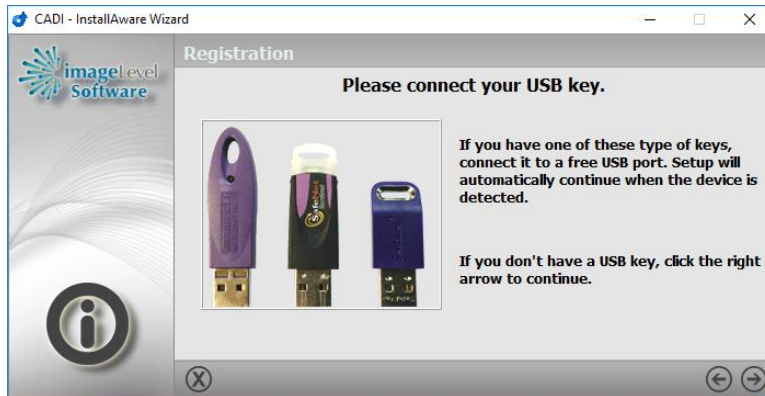 CADI - InstallAware Wizard
imageLevel
Software
Registration
Please connect your USB key.
If you have one of these type of keys,
connect it to a free USB port. Setup will
automatically continue when the device is
detected.
SafeNet
Sentinel
If you don't have a USB key, click the right
arrow to continue.